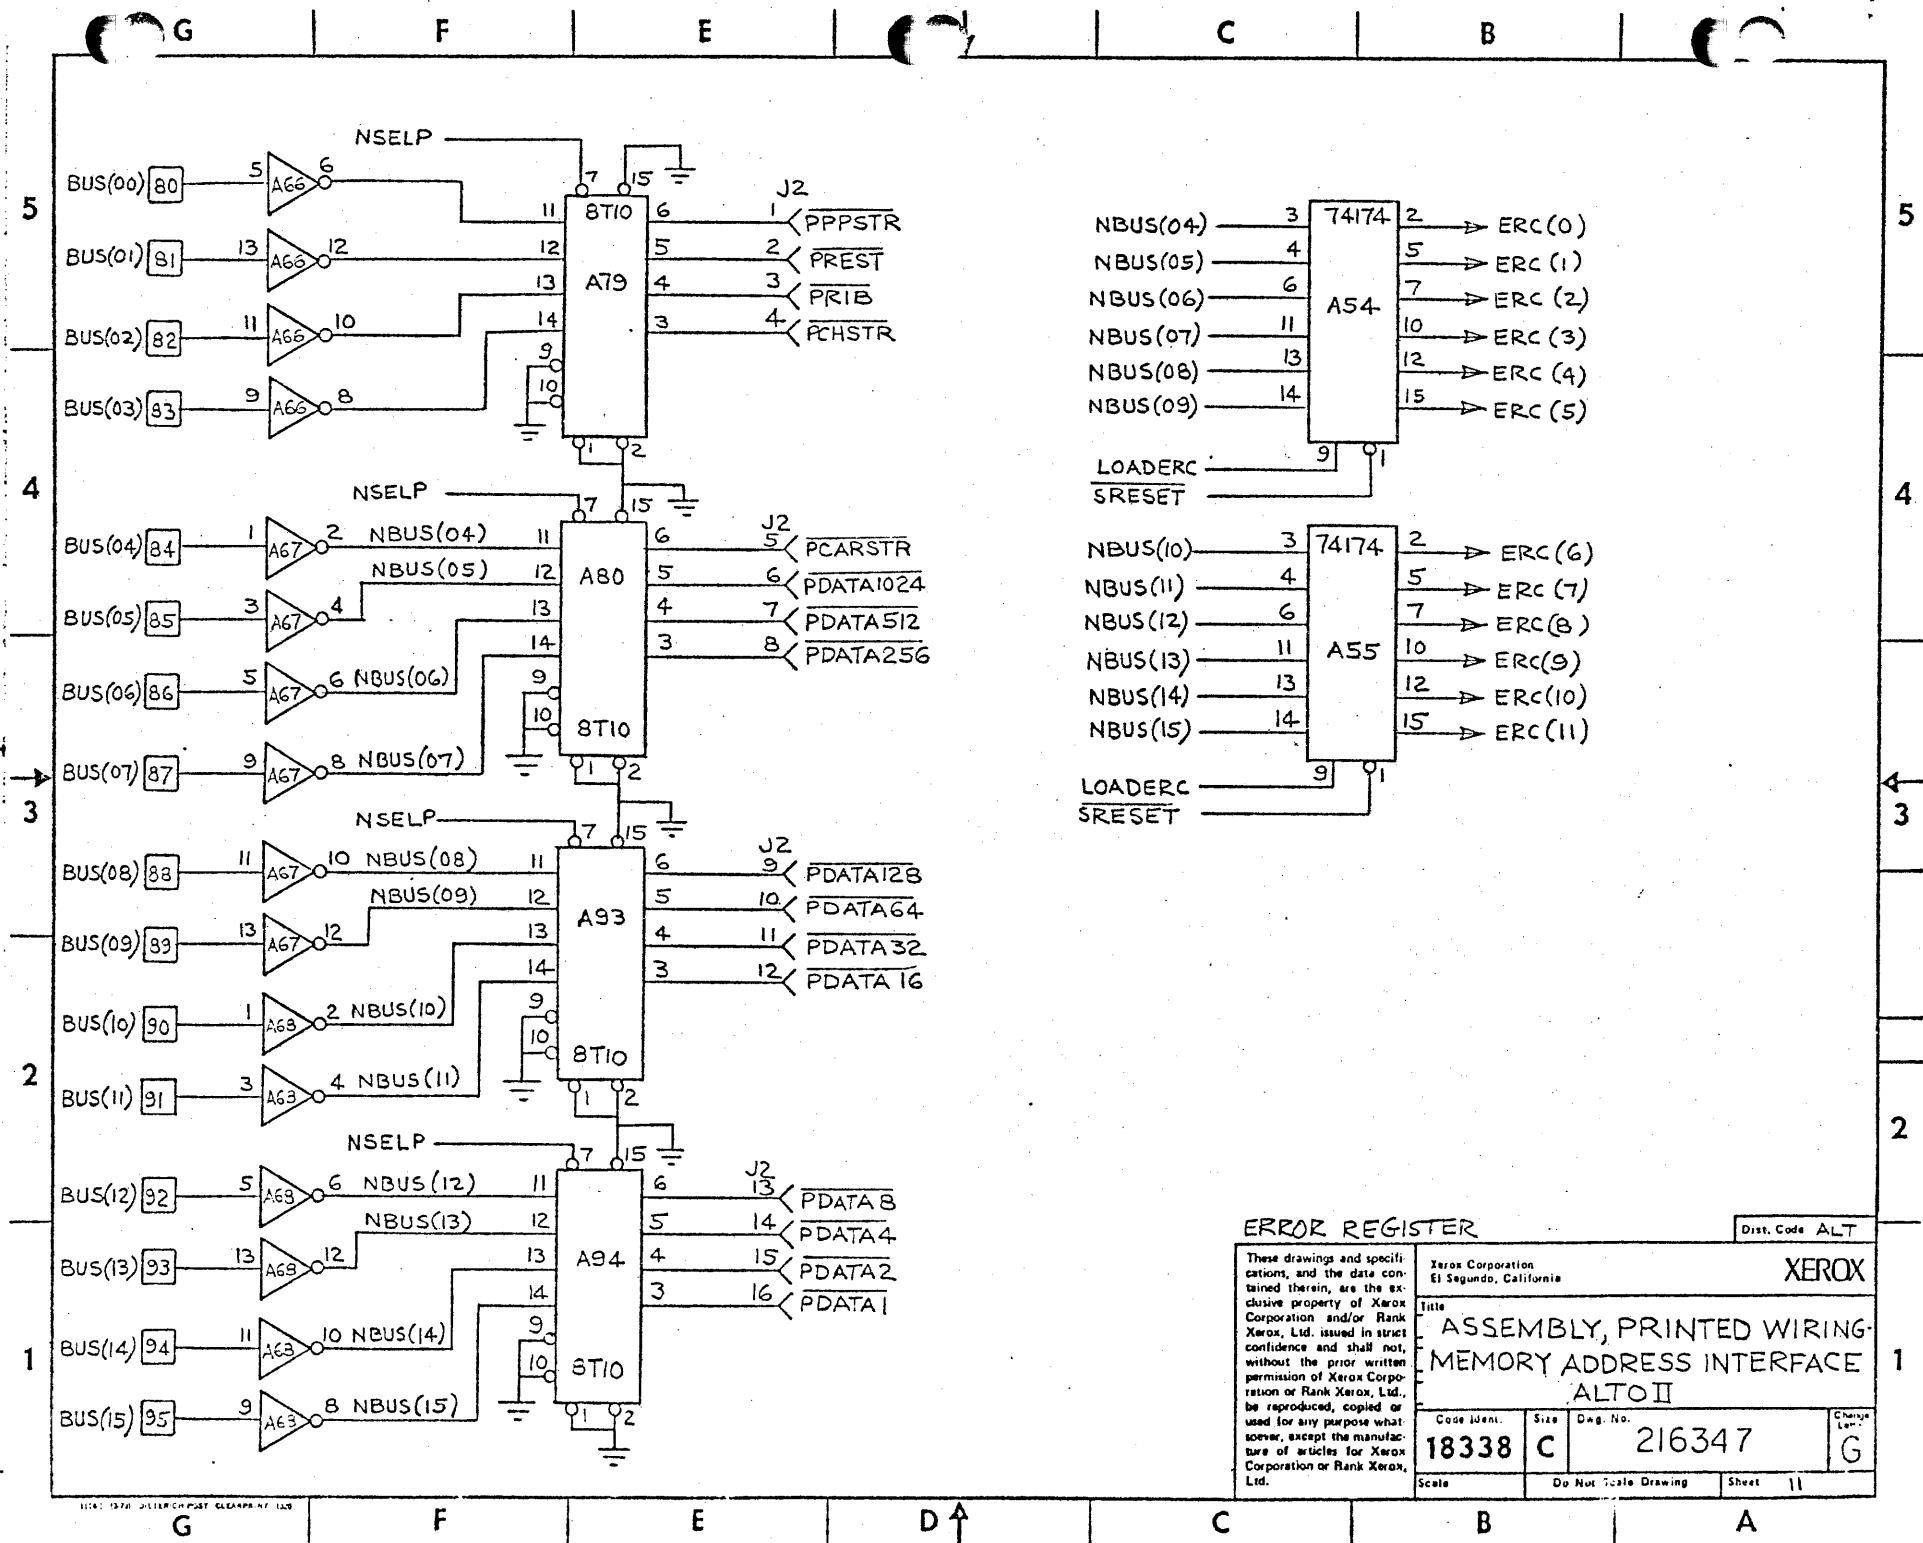 G F E C B
5
NSELP
BUS(00) 80 5 A66 6
BUS(01) 81 13 A66 12
BUS(02) 82 11 A66 10
BUS(03) 83 9 A66 8
7 15
8T10
A79
11 12 13 14 9 10 1 2
J2
6 1 PPPSTR
5 2 PREST
4 3 PRIB
3 4 PCHSTR
4
NSELP
BUS(04) 84 1 A67 2 NBUS(04)
BUS(05) 85 3 A67 4 NBUS(05)
BUS(06) 86 5 A67 6 NBUS(06)
BUS(07) 87 9 A67 8 NBUS(07)
7 15
A80
8T10
11 12 13 14 9 10 1 2
J2
6 5 PCARSTR
5 6 PDATA1024
4 7 PDATA512
3 8 PDATA256
3
NSELP
BUS(08) 88 11 A67 10 NBUS(08)
BUS(09) 89 13 A67 12 NBUS(09)
BUS(10) 90 1 A68 2 NBUS(10)
BUS(11) 91 3 A68 4 NBUS(11)
7 15
A93
8T10
11 12 13 14 9 10 1 2
J2
6 9 PDATA128
5 10 PDATA64
4 11 PDATA32
3 12 PDATA16
2
NSELP
BUS(12) 92 5 A68 6 NBUS(12)
BUS(13) 93 13 A68 12 NBUS(13)
BUS(14) 94 11 A68 10 NBUS(14)
BUS(15) 95 9 A68 8 NBUS(15)
7 15
A94
8T10
11 12 13 14 9 10 1 2
J2
6 13 PDATA8
5 14 PDATA4
4 15 PDATA2
3 16 PDATA1
1
5
74174
A54
NBUS(04) 3 2 ERC(0)
NBUS(05) 4 5 ERC(1)
NBUS(06) 6 7 ERC(2)
NBUS(07) 11 10 ERC(3)
NBUS(08) 13 12 ERC(4)
NBUS(09) 14 15 ERC(5)
LOADERC 9
SRESET 1
4
74174
A55
NBUS(10) 3 2 ERC(6)
NBUS(11) 4 5 ERC(7)
NBUS(12) 6 7 ERC(8)
NBUS(13) 11 10 ERC(9)
NBUS(14) 13 12 ERC(10)
NBUS(15) 14 15 ERC(11)
LOADERC 9
SRESET 1
3
2
1
ERROR REGISTER
Dist. Code ALT
These drawings and specifi-
cations, and the data con-
tained therein, are the ex-
clusive property of Xerox
Corporation and/or Rank
Xerox, Ltd. issued in strict
confidence and shall not,
without the prior written
permission of Xerox Corpo-
ration or Rank Xerox, Ltd.,
be reproduced, copied or
used for any purpose what-
soever, except the manufac-
ture of articles for Xerox
Corporation or Rank Xerox,
Ltd.
Xerox Corporation
El Segundo, California
XEROX
Title
ASSEMBLY, PRINTED WIRING-
MEMORY ADDRESS INTERFACE
ALTO II
Code Ident.
18338
Size
C
Dwg. No.
216347
Change
G
Scale
Do Not Scale Drawing
Sheet 11
G F E D C B A